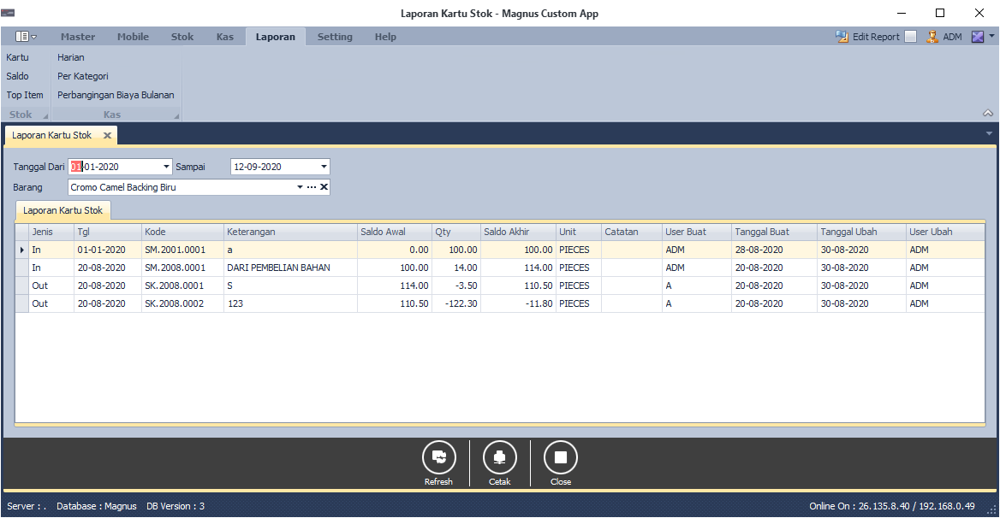 Laporan Kartu Stok - Magnus Custom App
Master Mobile Stok Kas Laporan Setting Help Edit Report ADM
Kartu Harian
Saldo Per Kategori
Top Item Perbangingan Biaya Bulanan
Stok Kas
Laporan Kartu Stok
Tanggal Dari 01-01-2020 Sampai 12-09-2020
Barang Cromo Camel Backing Biru
Laporan Kartu Stok
Jenis Tgl Kode Keterangan Saldo Awal Qty Saldo Akhir Unit Catatan User Buat Tanggal Buat Tanggal Ubah User Ubah
In 01-01-2020 SM.2001.0001 a 0.00 100.00 100.00 PIECES ADM 28-08-2020 30-08-2020 ADM
In 20-08-2020 SM.2008.0001 DARI PEMBELIAN BAHAN 100.00 14.00 114.00 PIECES ADM 20-08-2020 30-08-2020 ADM
Out 20-08-2020 SK.2008.0001 S 114.00 -3.50 110.50 PIECES A 20-08-2020 30-08-2020 ADM
Out 20-08-2020 SK.2008.0002 123 110.50 -122.30 -11.80 PIECES A 20-08-2020 30-08-2020 ADM
Refresh Cetak Close
Server : . Database : Magnus DB Version : 3 Online On : 26.135.8.40 / 192.168.0.49